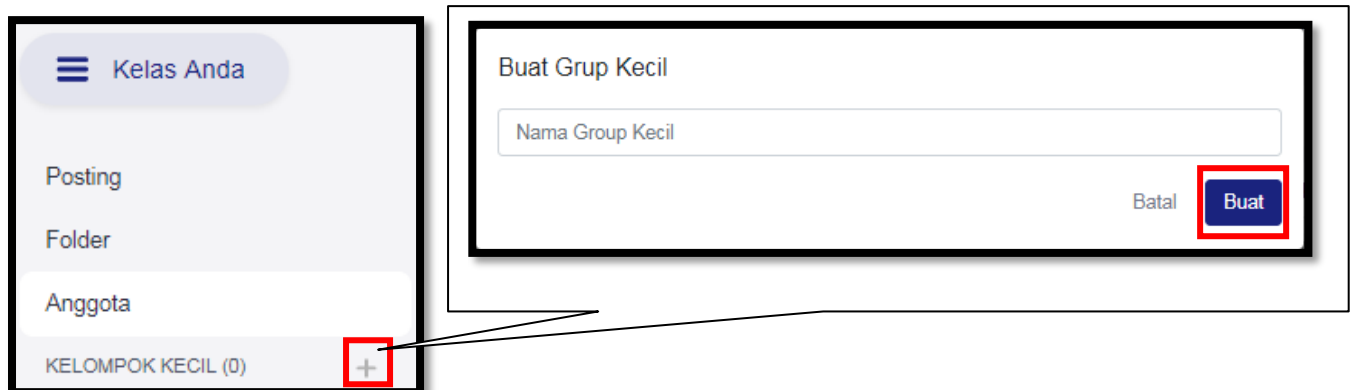 Kelas Anda
Posting
Folder
Anggota
KELOMPOK KECIL (0)
Buat Grup Kecil
Nama Group Kecil
Batal Buat